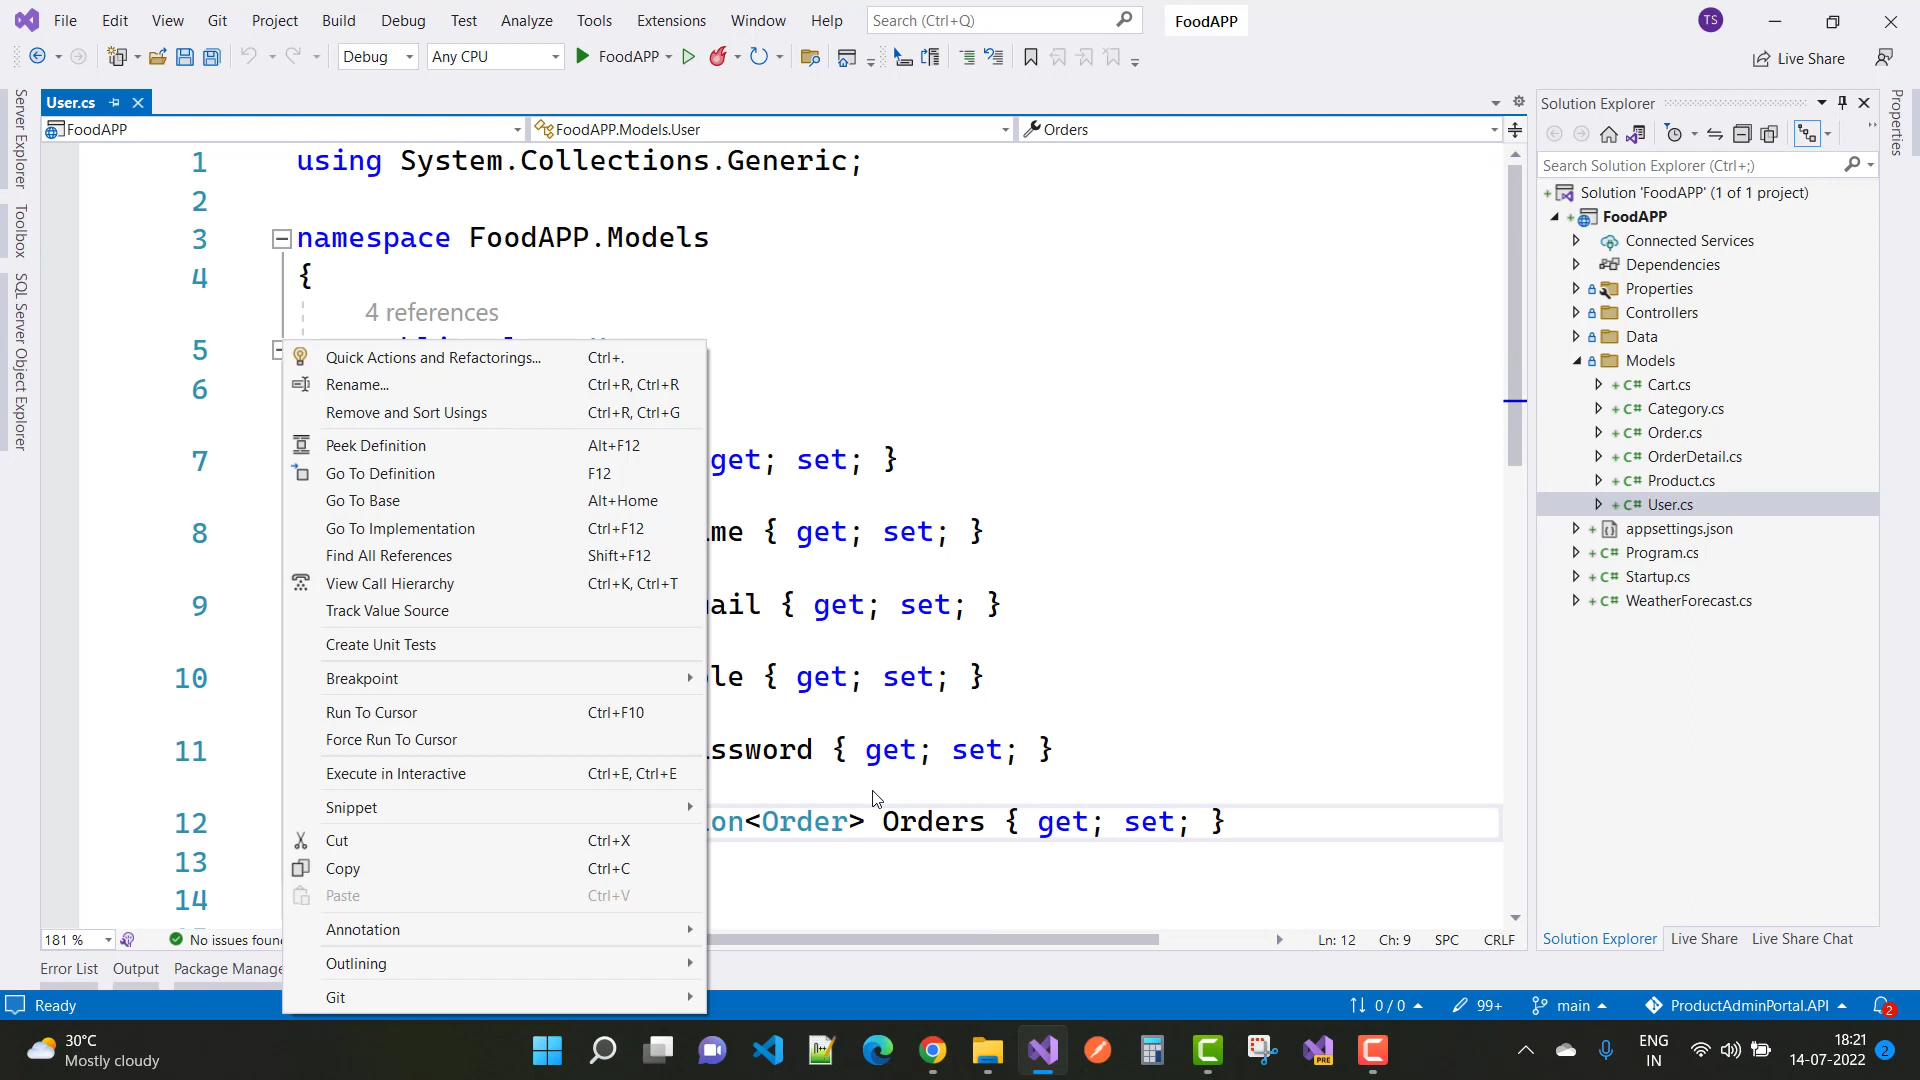 File Edit View Git Project Build Debug Test Analyze Tools Extensions Window Help Search (Ctrl+Q) FoodAPP TS
Debug Any CPU FoodAPP Live Share
Server Explorer
Toolbox
SQL Server Object Explorer
User.cs
FoodAPP FoodAPP.Models.User Orders
1 using System.Collections.Generic;
2
3 namespace FoodAPP.Models
4 {
4 references
5
6
7 get; set; }
8 me { get; set; }
9 ail { get; set; }
10 le { get; set; }
11 ssword { get; set; }
12 on<Order> Orders { get; set; }
13
14
Quick Actions and Refactorings... Ctrl+.
Rename... Ctrl+R, Ctrl+R
Remove and Sort Usings Ctrl+R, Ctrl+G
Peek Definition Alt+F12
Go To Definition F12
Go To Base Alt+Home
Go To Implementation Ctrl+F12
Find All References Shift+F12
View Call Hierarchy Ctrl+K, Ctrl+T
Track Value Source
Create Unit Tests
Breakpoint
Run To Cursor Ctrl+F10
Force Run To Cursor
Execute in Interactive Ctrl+E, Ctrl+E
Snippet
Cut Ctrl+X
Copy Ctrl+C
Paste Ctrl+V
Annotation
Outlining
Git
181 % No issues foun Ln: 12 Ch: 9 SPC CRLF
Error List Output Package Manage
Solution Explorer
Search Solution Explorer (Ctrl+;)
Solution 'FoodAPP' (1 of 1 project)
FoodAPP
Connected Services
Dependencies
Properties
Controllers
Data
Models
C# Cart.cs
C# Category.cs
C# Order.cs
C# OrderDetail.cs
C# Product.cs
C# User.cs
appsettings.json
C# Program.cs
C# Startup.cs
C# WeatherForecast.cs
Solution Explorer Live Share Live Share Chat
Properties
Ready 0 / 0 99+ main ProductAdminPortal.API 2
30°C
Mostly cloudy
PRE
ENG
IN
18:21
14-07-2022
2